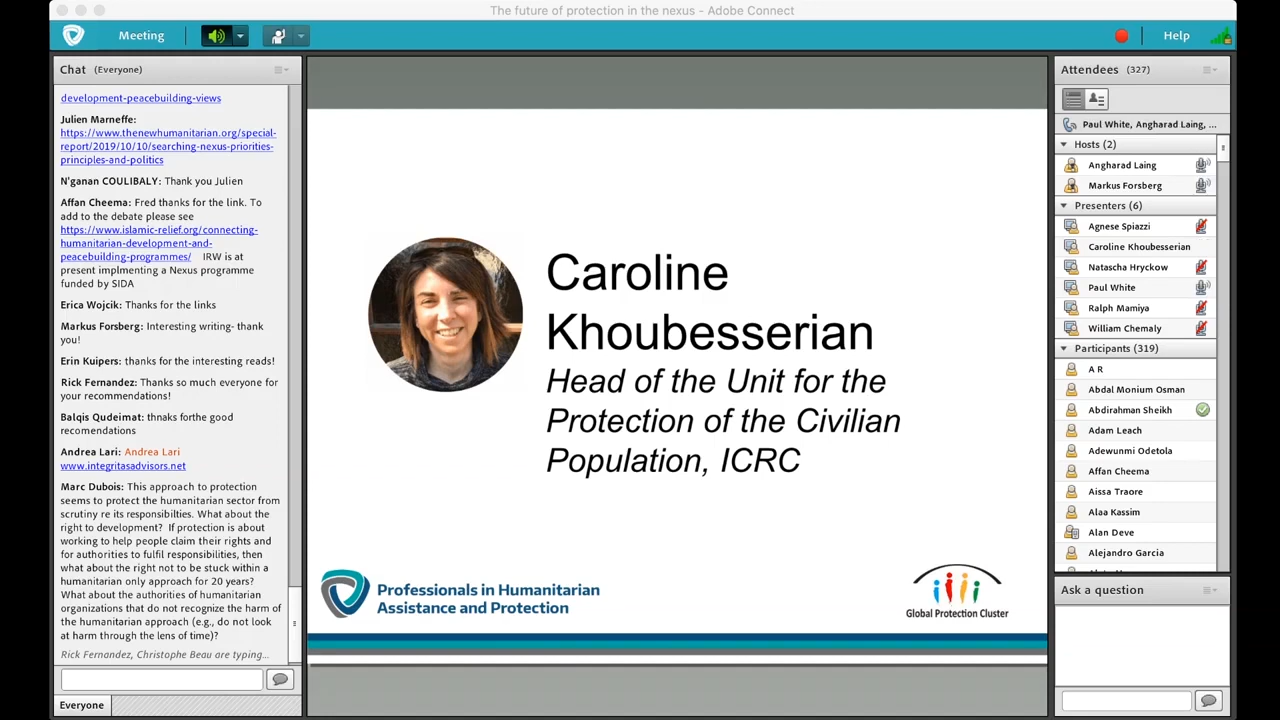 The future of protection in the nexus - Adobe Connect
Meeting
Help
Chat (Everyone)
development-peacebuilding-views
Julien Marneffe:
https://www.thenewhumanitarian.org/special-
report/2019/10/10/searching-nexus-priorities-
principles-and-politics
N'ganan COULIBALY: Thank you Julien
Affan Cheema: Fred thanks for the link. To
add to the debate please see
https://www.islamic-relief.org/connecting-
humanitarian-development-and-
peacebuilding-programmes/ IRW is at
present implmenting a Nexus programme
funded by SIDA
Erica Wojcik: Thanks for the links
Markus Forsberg: Interesting writing- thank
you!
Erin Kuipers: thanks for the interesting reads!
Rick Fernandez: Thanks so much everyone for
your recommendations!
Balqis Qudeimat: thnaks forthe good
recomendations
Andrea Lari: Andrea Lari
www.integritasadvisors.net
Marc Dubois: This approach to protection
seems to protect the humanitarian sector from
scrutiny re its responsibilties. What about the
right to development? If protection is about
working to help people claim their rights and
for authorities to fulfil responsibilities, then
what about the right not to be stuck within a
humanitarian only approach for 20 years?
What about the authorities of humanitarian
organizations that do not recognize the harm of
the humanitarian approach (e.g., do not look
at harm through the lens of time)?
Rick Fernandez, Christophe Beau are typing...
Everyone
Caroline
Khoubesserian
Head of the Unit for the
Protection of the Civilian
Population, ICRC
Professionals in Humanitarian
Assistance and Protection
Global Protection Cluster
Attendees (327)
Paul White, Angharad Laing, ...
Hosts (2)
Angharad Laing
Markus Forsberg
Presenters (6)
Agnese Spiazzi
Caroline Khoubesserian
Natascha Hryckow
Paul White
Ralph Mamiya
William Chemaly
Participants (319)
A R
Abdal Monium Osman
Abdirahman Sheikh
Adam Leach
Adewunmi Odetola
Affan Cheema
Aissa Traore
Alaa Kassim
Alan Deve
Alejandro Garcia
Ask a question